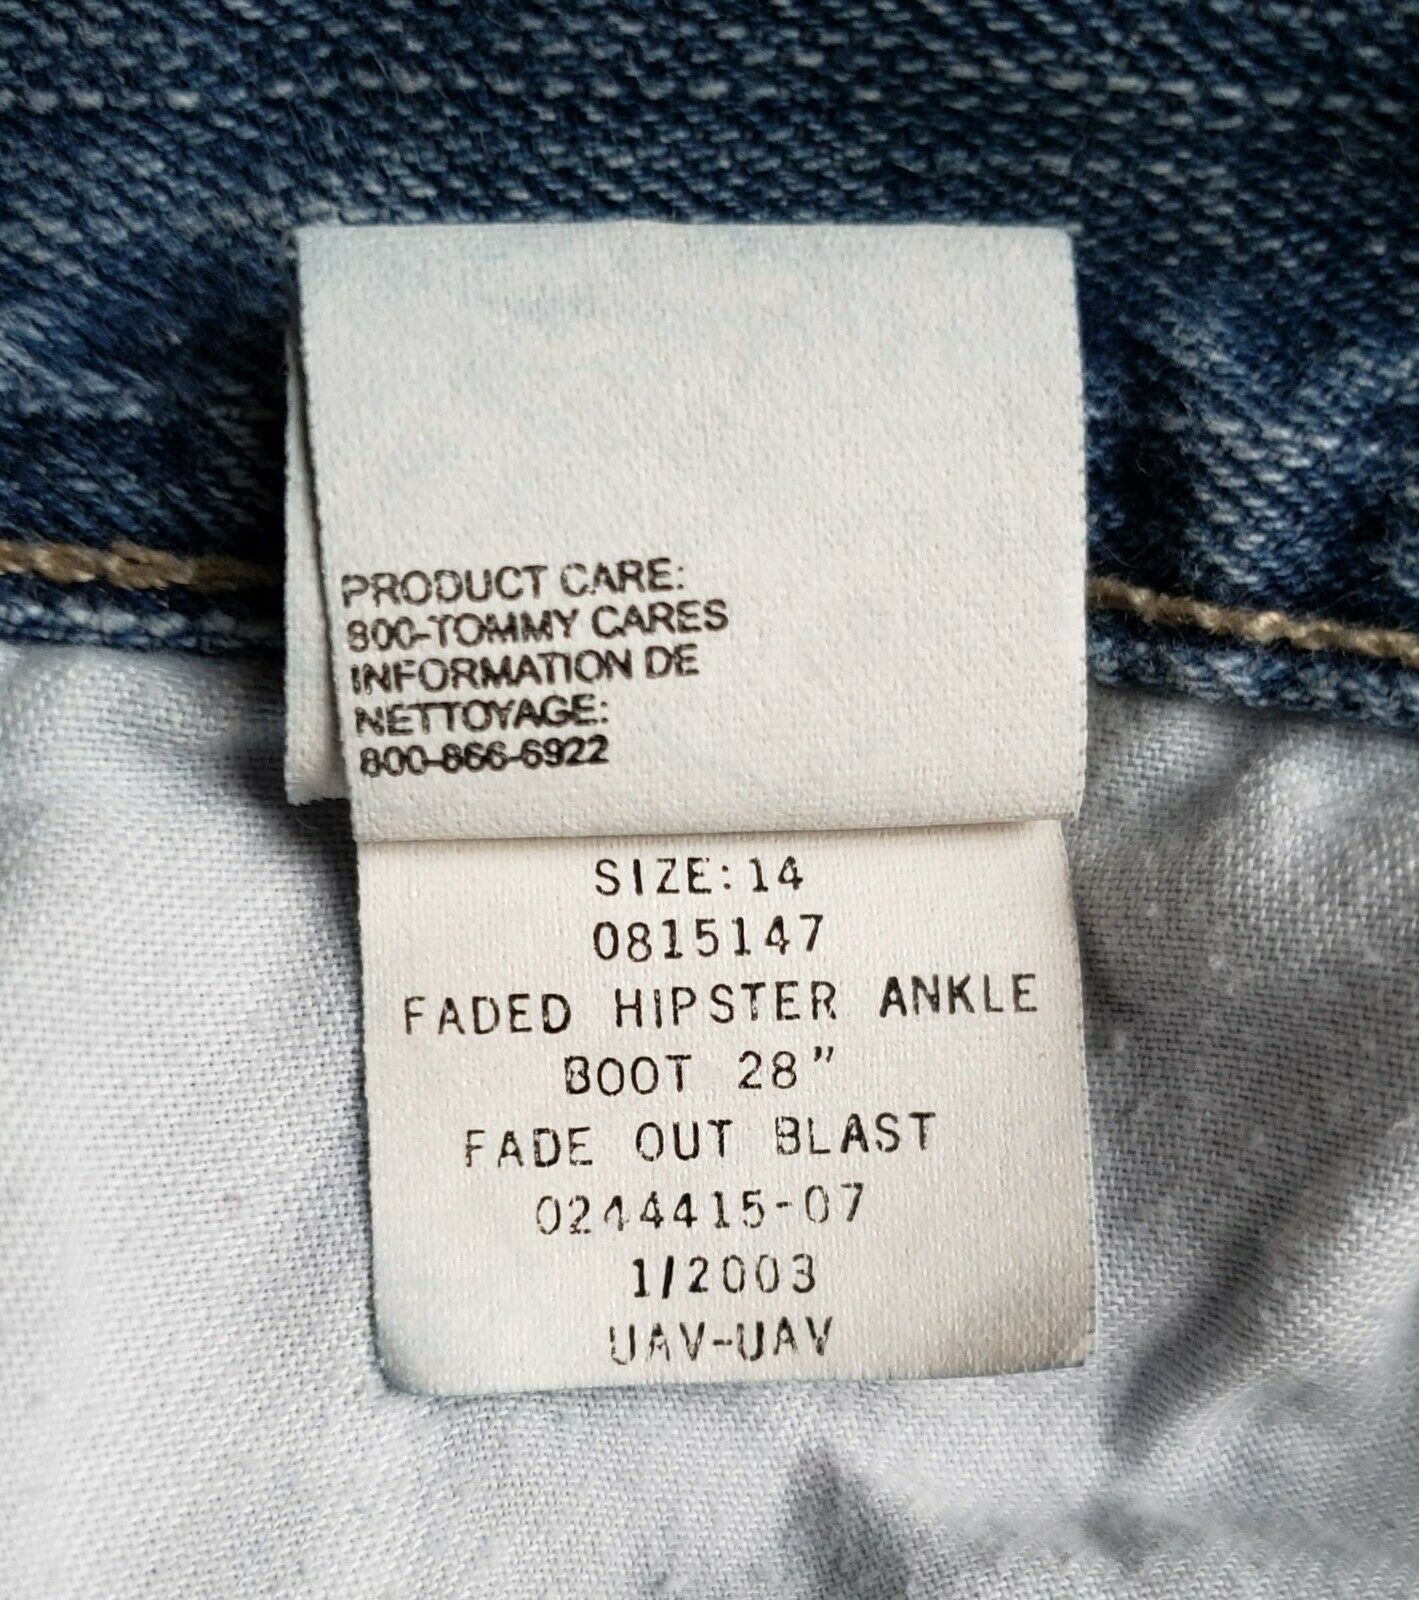 PRODUCT CARE:
800-TOMMY CARES
INFORMATION DE
NETTOYAGE:
800-866-6922
SIZE:14
0815147
FADED HIPSTER ANKLE
BOOT 28”
FADE OUT BLAST
0244415-07
1/2003
UAV-UAV